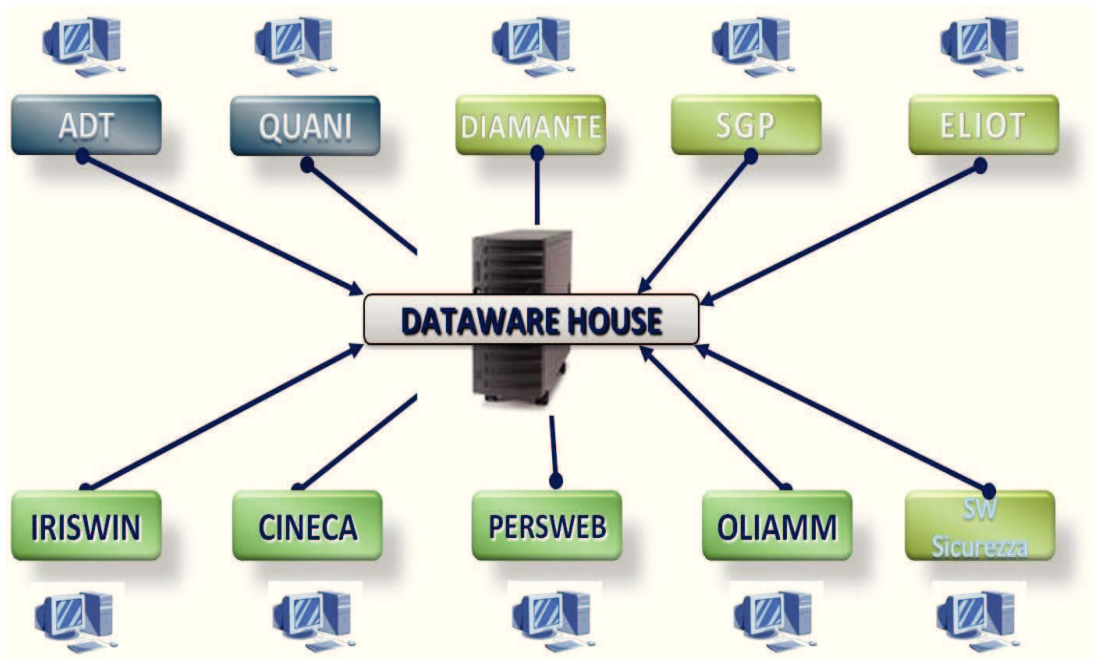 ADT
QUANI
DIAMANTE
SGP
ELIOT
DATAWARE HOUSE
IRISWIN
CINECA
PERSWEB
OLIAMM
SW
Sicurezza